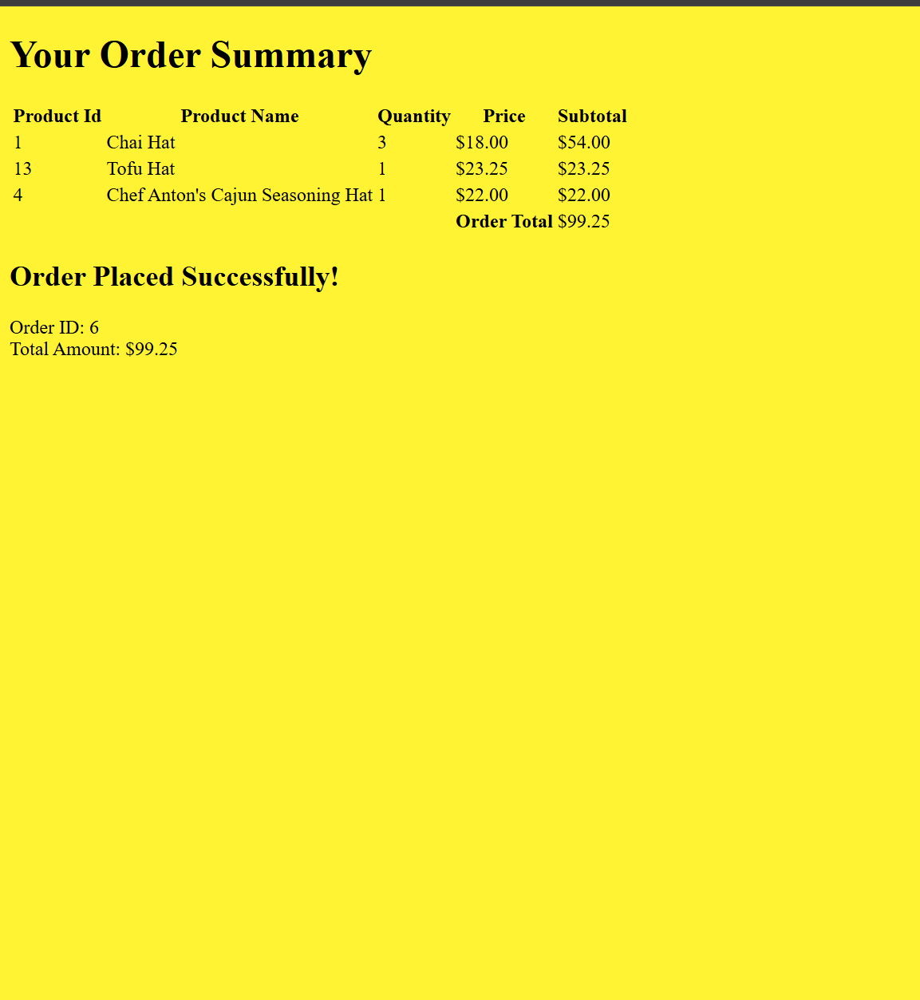 Your Order Summary
Product Id Product Name Quantity Price Subtotal
1 Chai Hat 3 $18.00 $54.00
13 Tofu Hat 1 $23.25 $23.25
4 Chef Anton's Cajun Seasoning Hat 1 $22.00 $22.00
Order Total $99.25
Order Placed Successfully!
Order ID: 6
Total Amount: $99.25